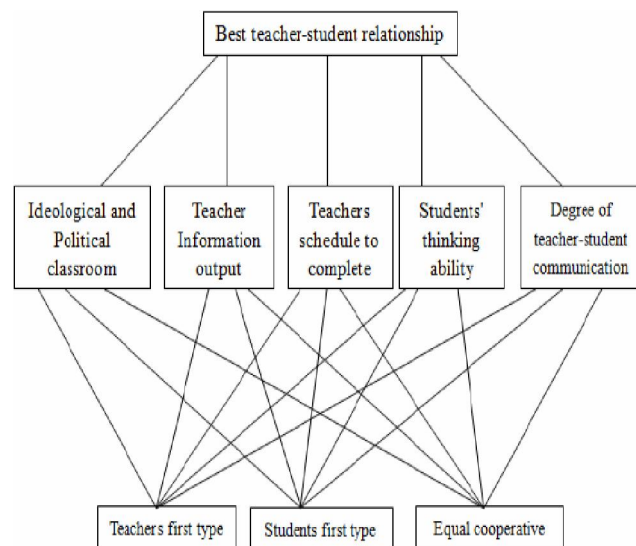 Best teacher-student relationship
Ideological and
Political
classroom
Teacher
Information
output
Teachers
schedule to
complete
Students'
thinking
ability
Degree of
teacher-student
communication
Teachers first type
Students first type
Equal cooperative